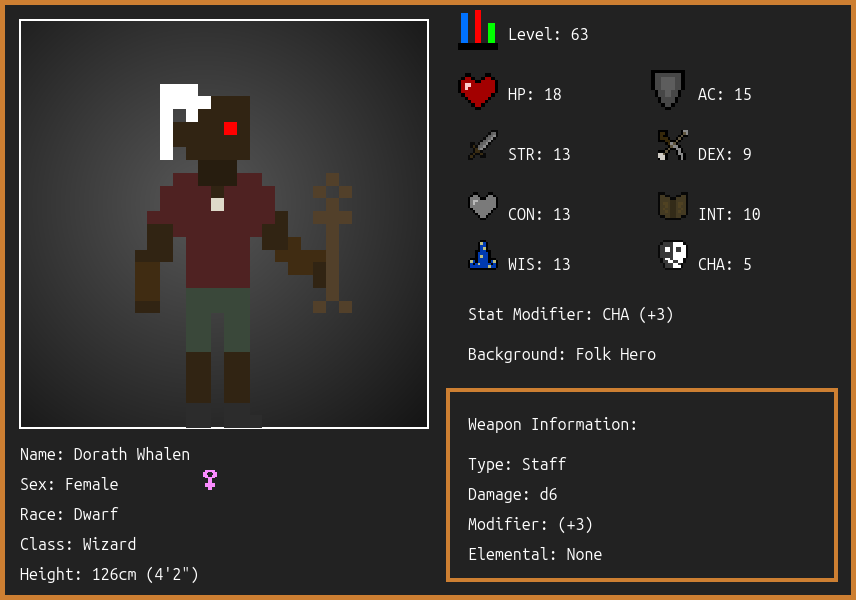 Level: 63
HP: 18
AC: 15
STR: 13
DEX: 9
CON: 13
INT: 10
WIS: 13
CHA: 5
Stat Modifier: CHA (+3)
Background: Folk Hero
Weapon Information:
Type: Staff
Damage: d6
Modifier: (+3)
Elemental: None
Name: Dorath Whalen
Sex: Female
Race: Dwarf
Class: Wizard
Height: 126cm (4'2")